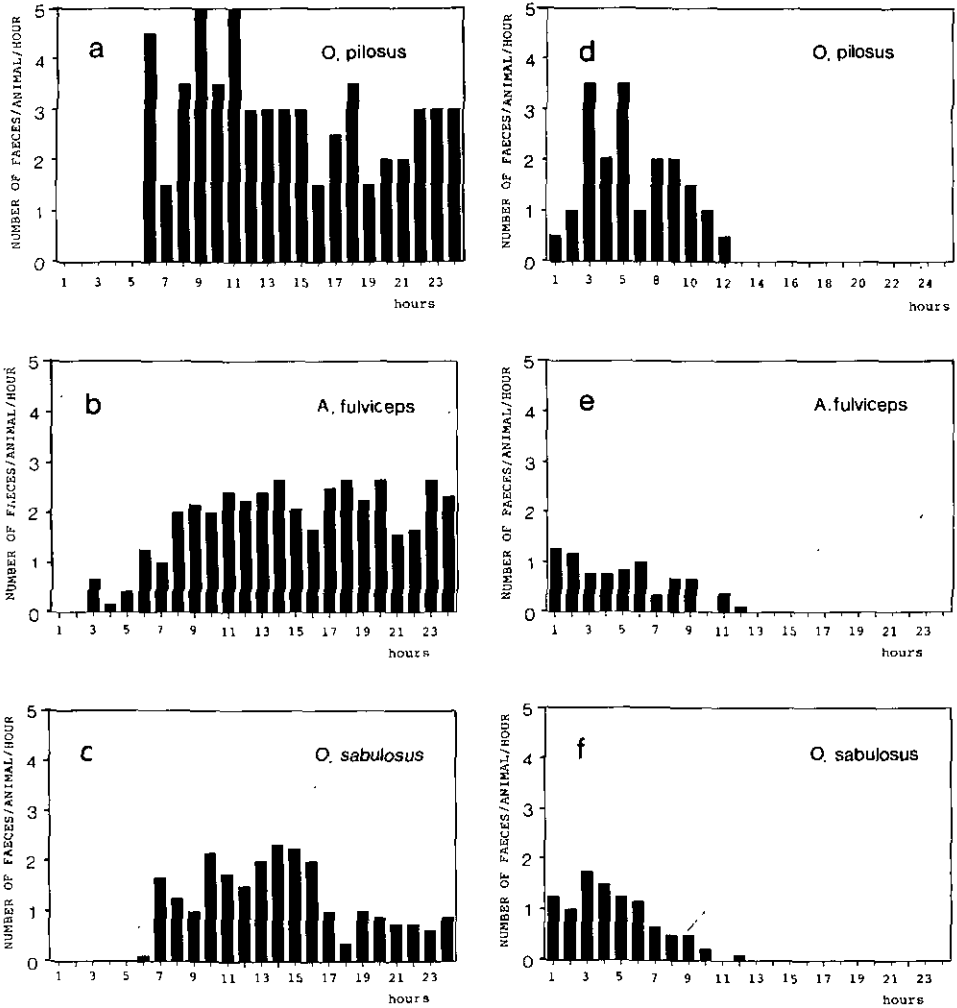 NUMBER OF FAECES/ANIMAL/HOUR
5
4
3
2
1
0
a
O. pilosus
1 3 5 7 9 11 13 15 17 19 21 23
hours
NUMBER OF FAECES/ANIMAL/HOUR
5
4
3
2
1
0
d
O. pilosus
1 3 5 8 10 12 14 16 18 20 22 24
hours
NUMBER OF FAECES/ANIMAL/HOUR
5
4
3
2
1
0
b
A. fulviceps
1 3 5 7 9 11 13 15 17 19 21 23
hours
NUMBER OF FAECES/ANIMAL/HOUR
5
4
3
2
1
0
e
A. fulviceps
1 3 5 7 9 11 13 15 17 19 21 23
hours
NUMBER OF FAECES/ANIMAL/HOUR
5
4
3
2
1
0
c
O. sabulosus
1 3 5 7 9 11 13 15 17 19 21 23
hours
NUMBER OF FAECES/ANIMAL/HOUR
5
4
3
2
1
0
f
O. sabulosus
1 3 5 7 9 11 13 15 17 19 21 23
hours